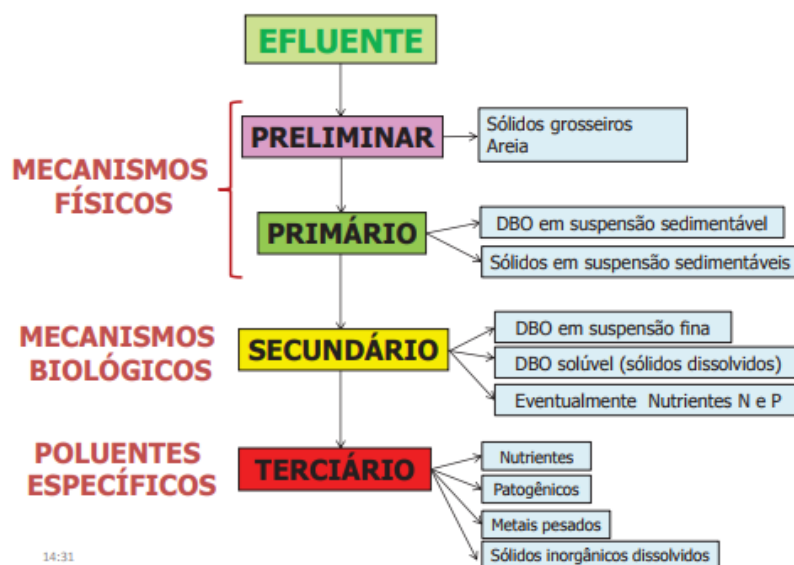 EFLUENTE
MECANISMOS
FÍSICOS
PRELIMINAR
Sólidos grosseiros
Areia
PRIMÁRIO
DBO em suspensão sedimentável
Sólidos em suspensão sedimentáveis
MECANISMOS
BIOLÓGICOS
SECUNDÁRIO
DBO em suspensão fina
DBO solúvel (sólidos dissolvidos)
Eventualmente Nutrientes N e P
POLUENTES
ESPECÍFICOS
TERCIÁRIO
Nutrientes
Patogênicos
Metais pesados
Sólidos inorgânicos dissolvidos
14:31